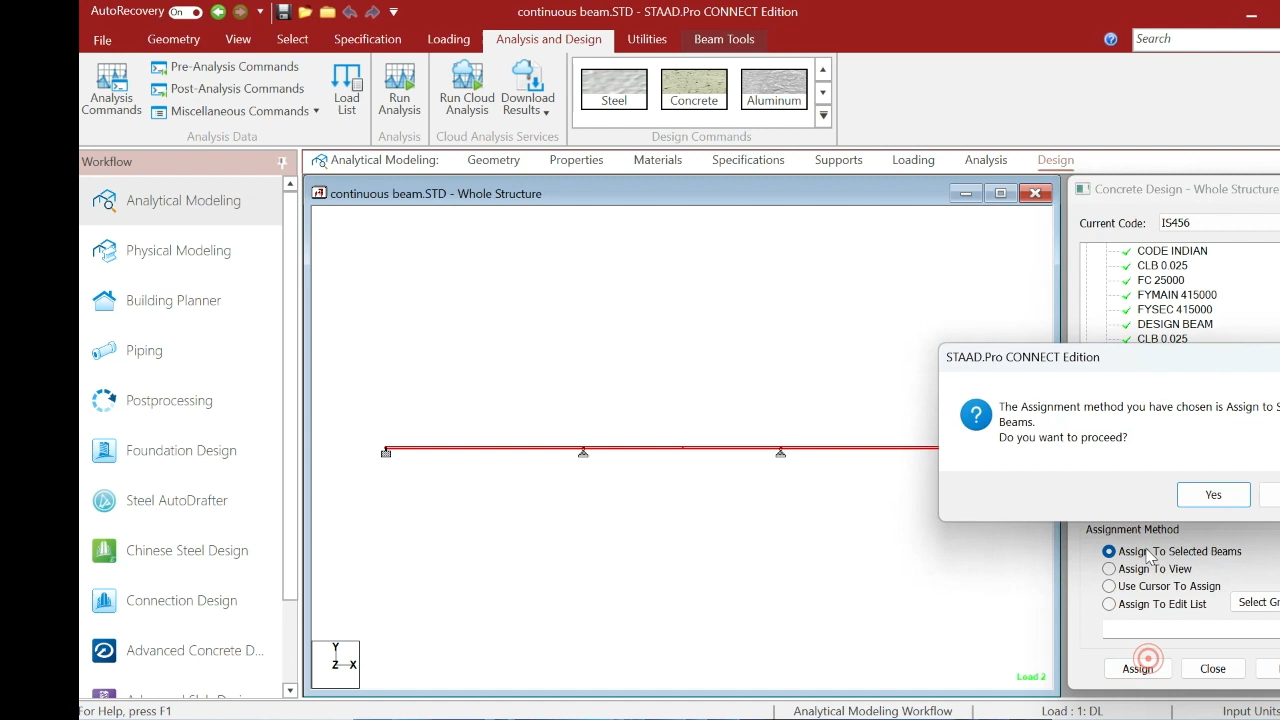 AutoRecovery On
continuous beam.STD - STAAD.Pro CONNECT Edition
File Geometry View Select Specification Loading Analysis and Design Utilities Beam Tools
Search
Analysis Commands
Pre-Analysis Commands
Post-Analysis Commands
Miscellaneous Commands
Load List
Run Analysis
Run Cloud Analysis
Download Results
Steel
Concrete
Aluminum
Analysis Data
Analysis
Cloud Analysis Services
Design Commands
Workflow
Analytical Modeling
Physical Modeling
Building Planner
Piping
Postprocessing
Foundation Design
Steel AutoDrafter
Chinese Steel Design
Connection Design
Advanced Concrete D...
Analytical Modeling: Geometry Properties Materials Specifications Supports Loading Analysis Design
continuous beam.STD - Whole Structure
Y
Z X
Load 2
Concrete Design - Whole Structure
Current Code: IS456
CODE INDIAN
CLB 0.025
FC 25000
FYMAIN 415000
FYSEC 415000
DESIGN BEAM
CLB 0.025
STAAD.Pro CONNECT Edition
The Assignment method you have chosen is Assign to S
Beams.
Do you want to proceed?
Yes
Assignment Method
Assign To Selected Beams
Assign To View
Use Cursor To Assign
Assign To Edit List
Select Gr
Assign
Close
For Help, press F1
Analytical Modeling Workflow
Load : 1: DL
Input Units